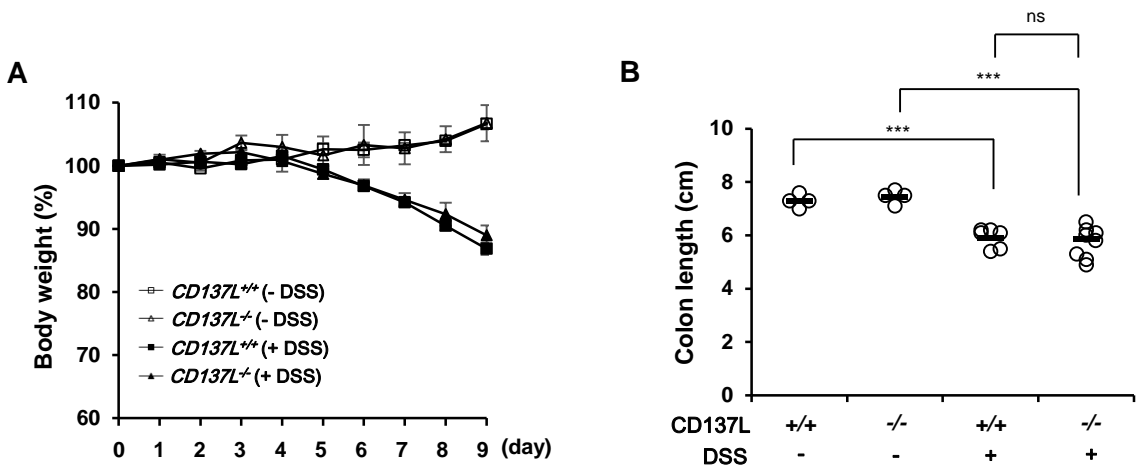 A
110
100
90
80
70
60
Body weight (%)
CD137L+/+ (- DSS)
CD137L-/- (- DSS)
CD137L+/+ (+ DSS)
CD137L-/- (+ DSS)
0 1 2 3 4 5 6 7 8 9 (day)
B
ns
***
***
10
8
6
4
2
0
Colon length (cm)
CD137L +/+ -/- +/+ -/-
DSS - - + +